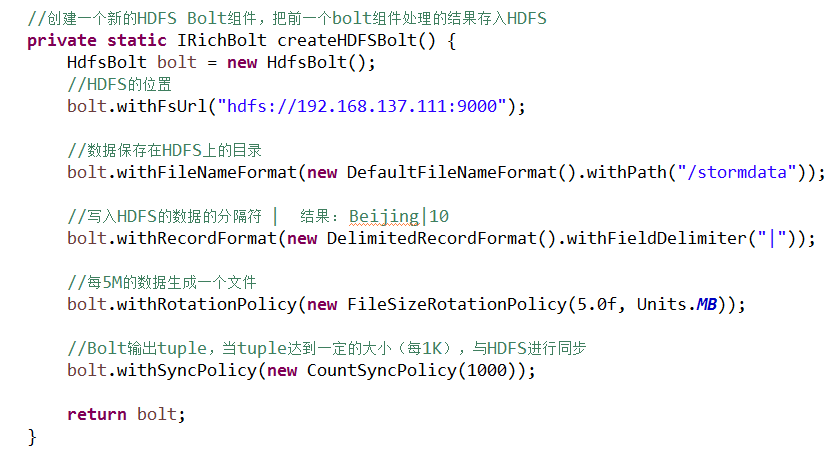 //创建一个新的HDFS Bolt组件，把前一个bolt组件处理的结果存入HDFS
private static IRichBolt createHDFSBolt() {
HdfsBolt bolt = new HdfsBolt();
//HDFS的位置
bolt.withFsUrl("hdfs://192.168.137.111:9000");
//数据保存在HDFS上的目录
bolt.withFileNameFormat(new DefaultFileNameFormat().withPath("/stormdata"));
//写入HDFS的数据的分隔符 |  结果：Beijing|10
bolt.withRecordFormat(new DelimitedRecordFormat().withFieldDelimiter("|"));
//每5M的数据生成一个文件
bolt.withRotationPolicy(new FileSizeRotationPolicy(5.0f, Units.MB));
//Bolt输出tuple，当tuple达到一定的大小（每1K），与HDFS进行同步
bolt.withSyncPolicy(new CountSyncPolicy(1000));
return bolt;
}